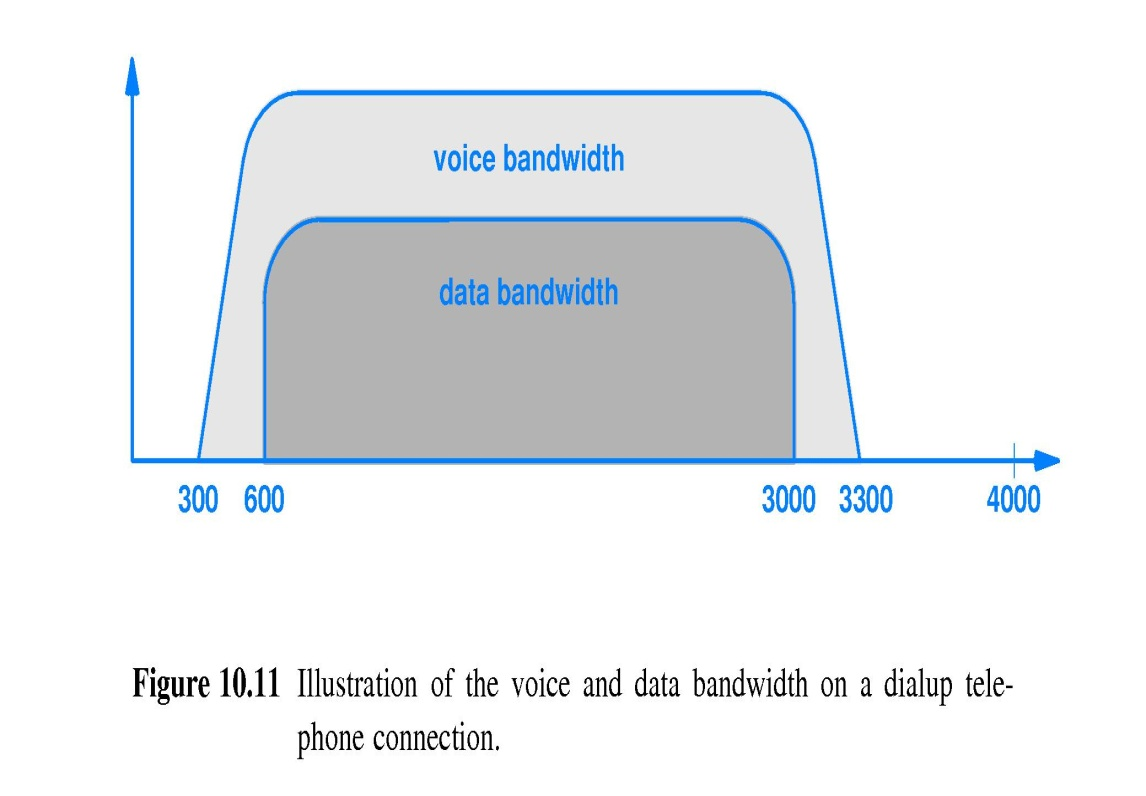 voice bandwidth
data bandwidth
300 600 3000 3300 4000
Figure 10.11 Illustration of the voice and data bandwidth on a dialup tele-
phone connection.